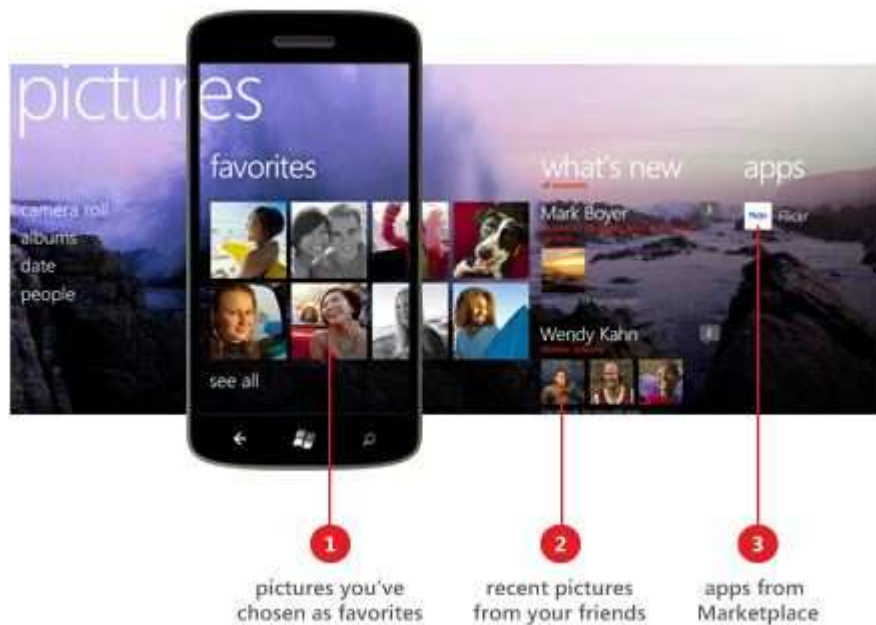 pictures
favorites
what's new
apps
camera roll
albums
date
people
Mark Boyer
Flickr
Wendy Kahn
see all
1
2
3
pictures you've
chosen as favorites
recent pictures
from your friends
apps from
Marketplace